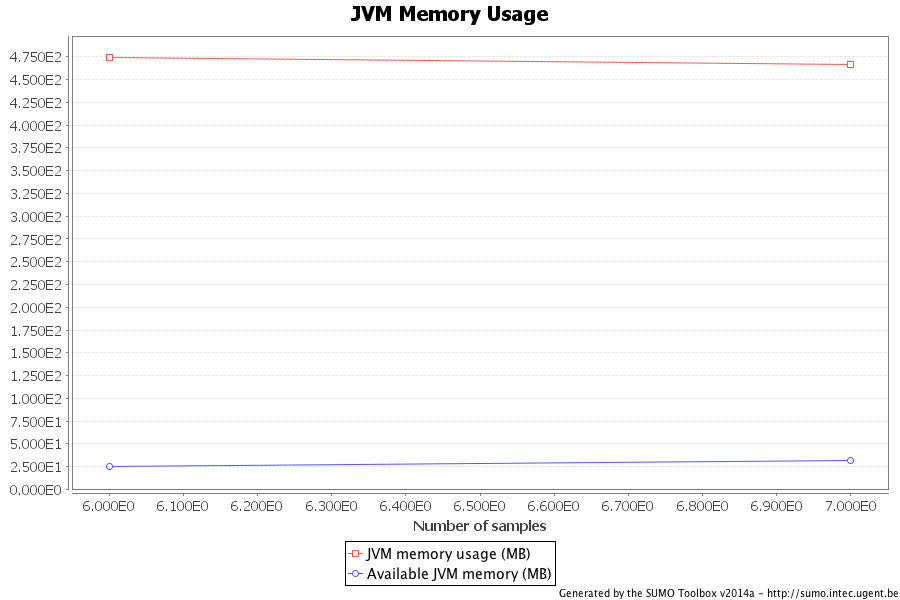 JVM Memory Usage
4.750E2
4.500E2
4.250E2
4.000E2
3.750E2
3.500E2
3.250E2
3.000E2
2.750E2
2.500E2
2.250E2
2.000E2
1.750E2
1.500E2
1.250E2
1.000E2
7.500E1
5.000E1
2.500E1
0.000E0
6.000E0 6.100E0 6.200E0 6.300E0 6.400E0 6.500E0 6.600E0 6.700E0 6.800E0 6.900E0 7.000E0
Number of samples
JVM memory usage (MB)
Available JVM memory (MB)
Generated by the SUMO Toolbox v2014a - http://sumo.intec.ugent.be